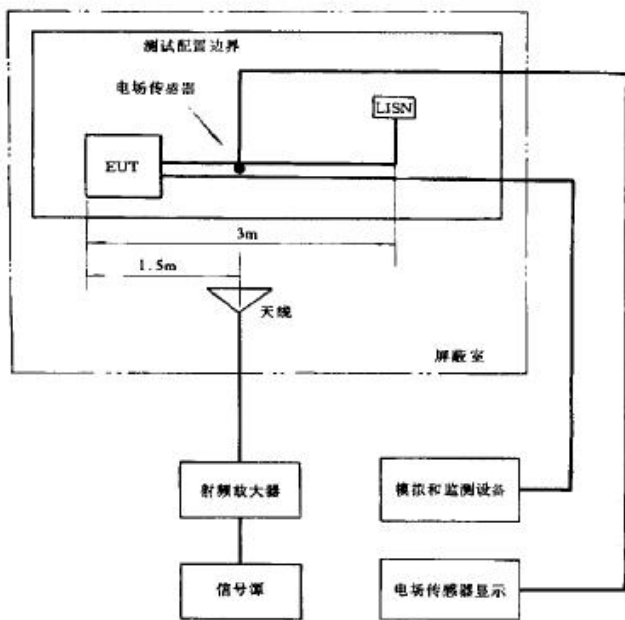 测试配置边界
电场传感器
LISN
EUT
3m
1.5m
天线
屏蔽室
射频放大器
模拟和监测设备
信号源
电场传感器显示